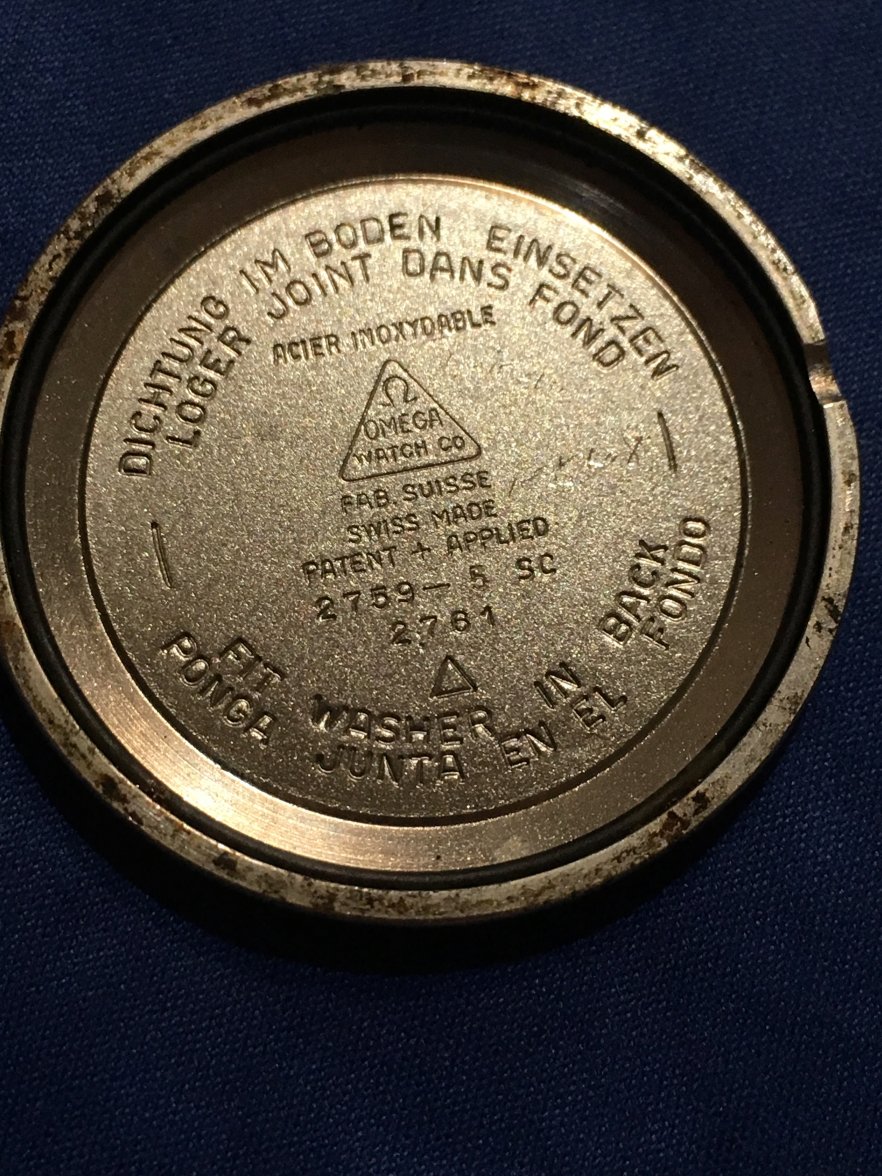 DICHTUNG IM BODEN EINSETZEN
LOGER JOINT DANS FOND
ACIER INOXYDABLE
Ω
OMEGA
WATCH CO
FAB. SUISSE
SWISS MADE
PATENT + APPLIED
2759-5 SC
2761
FIT WASHER IN BACK
PONGA JUNTA EN EL FONDO